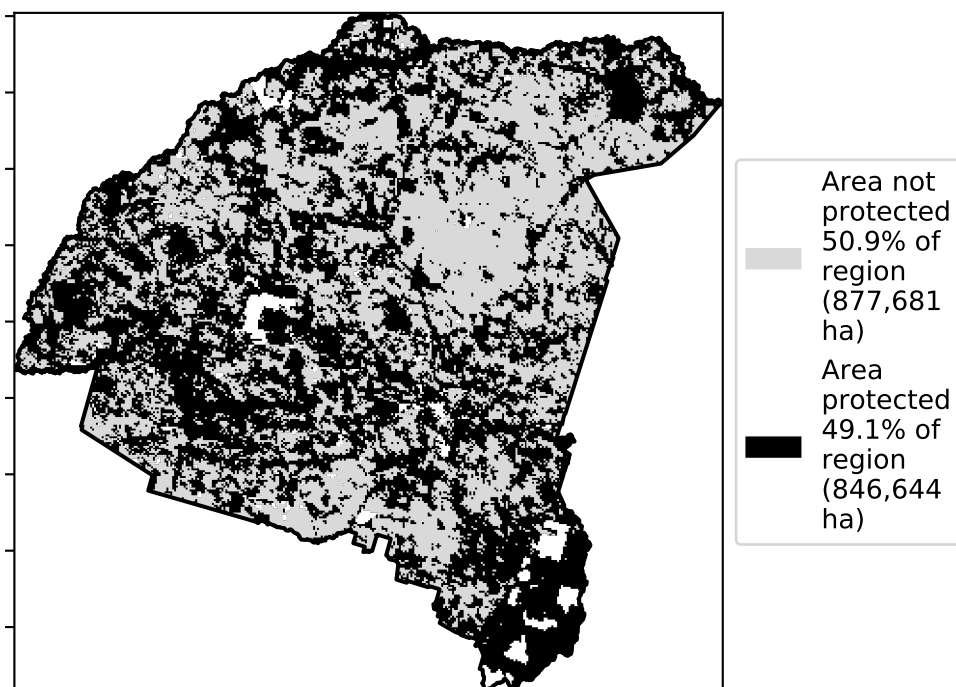 Area not
protected
50.9% of
region
(877,681
ha)
Area
protected
49.1% of
region
(846,644
ha)